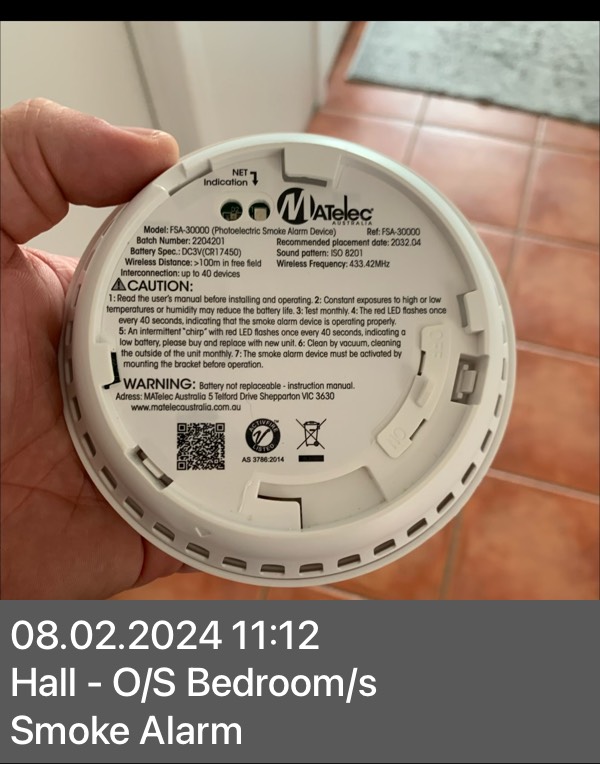 NET
Indication
MATelec
AUSTRALIA
Model: FSA-30000 (Photoelectric Smoke Alarm Device) Ref: FSA-30000
Batch Number: 2204201 Recommended placement date: 2032.04
Battery Spec.: DC3V(CR17450) Sound pattern: ISO 8201
Wireless Distance: >100m in free field Wireless Frequency: 433.42MHz
Interconnection: up to 40 devices
CAUTION:
1: Read the user's manual before installing and operating. 2: Constant exposures to high or low
temperatures or humidity may reduce the battery life. 3: Test monthly. 4: The red LED flashes once
every 40 seconds, indicating that the smoke alarm device is operating properly.
5: An intermittent "chirp" with red LED flashes once every 40 seconds, indicating a
low battery, please buy and replace with new unit. 6: Clean by vacuum, cleaning
the outside of the unit monthly. 7: The smoke alarm device must be activated by
mounting the bracket before operation.
WARNING: Battery not replaceable - instruction manual.
Adress: MATelec Australia 5 Telford Drive Shepparton VIC 3630
www.matelecaustralia.com.au
ACTIVFIRE
LISTED
AS 3786:2014
ON
08.02.2024 11:12
Hall - O/S Bedroom/s
Smoke Alarm